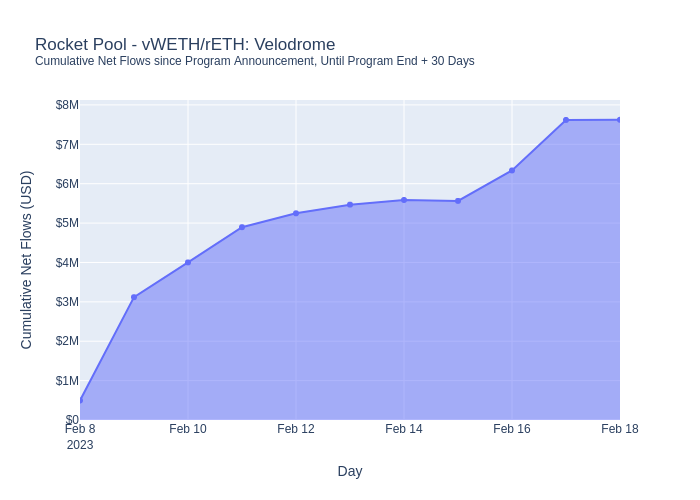 Rocket Pool - vWETH/rETH: Velodrome
Cumulative Net Flows since Program Announcement, Until Program End + 30 Days
Cumulative Net Flows (USD)
$8M
$7M
$6M
$5M
$4M
$3M
$2M
$1M
$0
Feb 8
2023
Feb 10
Feb 12
Feb 14
Feb 16
Feb 18
Day